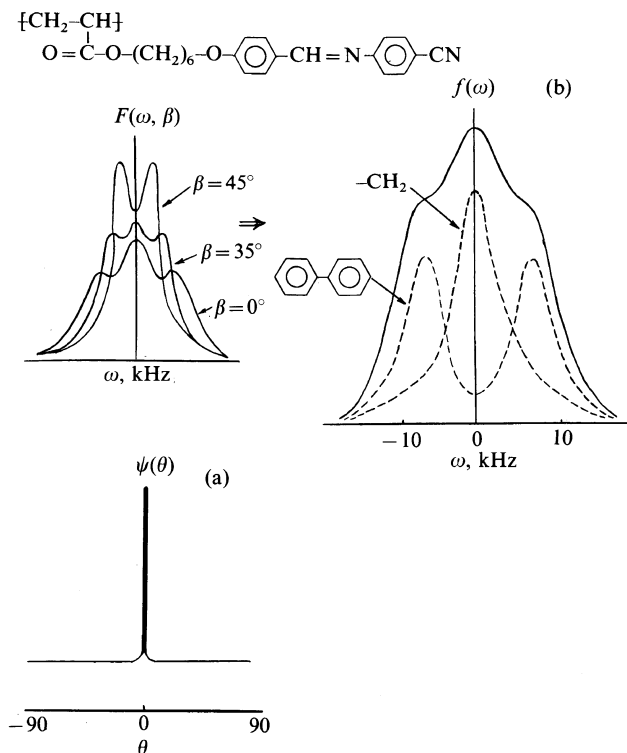 [CH₂–CH]
O=C–O–(CH₂)₆–O– –CH=N– –CN
F(ω, β)
β=45°
β=35°
β=0°
ω, kHz
⇒
f(ω)
(b)
–CH₂
−10 0 10
ω, kHz
ψ(θ)
(a)
−90 0 90
θ